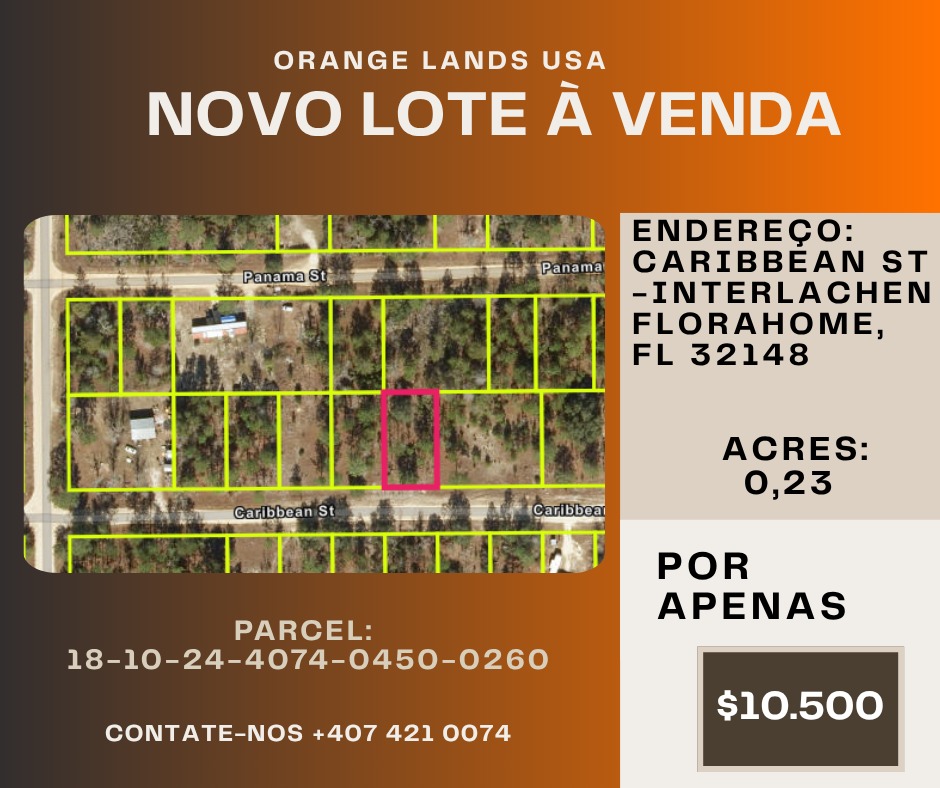 ORANGE LANDS USA
NOVO LOTE À VENDA
Panama St
Panama
Caribbean St
Caribbean
ENDEREÇO:
CARIBBEAN ST
-INTERLACHEN
FLORAHOME,
FL 32148
ACRES:
0,23
POR
APENAS
$10.500
PARCEL:
18-10-24-4074-0450-0260
CONTATE-NOS +407 421 0074